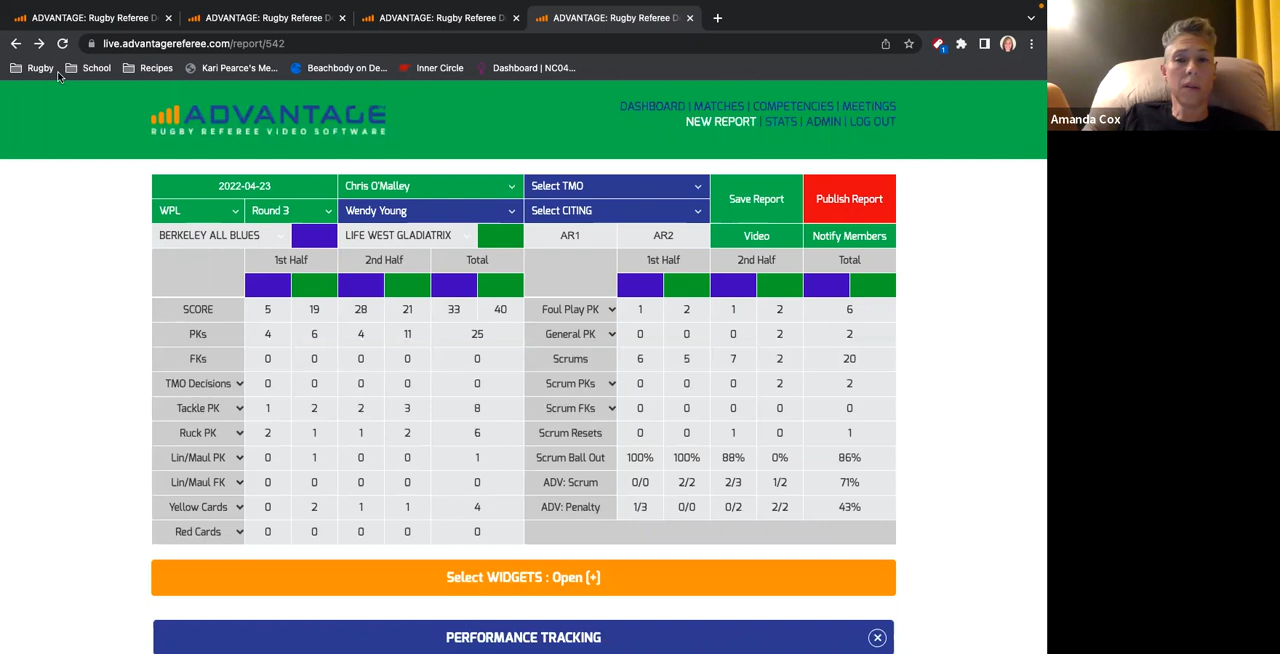 ADVANTAGE: Rugby Referee D ADVANTAGE: Rugby Referee D ADVANTAGE: Rugby Referee D ADVANTAGE: Rugby Referee D
live.advantagereferee.com/report/542
1
Rugby School Recipes Kari Pearce's Me... Beachbody on De... Inner Circle Dashboard | NC04...
Amanda Cox
ADVANTAGE
RUGBY REFEREE VIDEO SOFTWARE
DASHBOARD | MATCHES | COMPETENCIES | MEETINGS
NEW REPORT | STATS | ADMIN | LOG OUT
2022-04-23 Chris O'Malley Select TMO Save Report Publish Report
WPL Round 3 Wendy Young Select CITING
BERKELEY ALL BLUES LIFE WEST GLADIATRIX AR1 AR2 Video Notify Members
1st Half 2nd Half Total 1st Half 2nd Half Total
SCORE 5 19 28 21 33 40 Foul Play PK 1 2 1 2 6
PKs 4 6 4 11 25 General PK 0 0 0 2 2
FKs 0 0 0 0 0 Scrums 6 5 7 2 20
TMO Decisions 0 0 0 0 0 Scrum PKs 0 0 0 2 2
Tackle PK 1 2 2 3 8 Scrum FKs 0 0 0 0 0
Ruck PK 2 1 1 2 6 Scrum Resets 0 0 1 0 1
Lin/Maul PK 0 1 0 0 1 Scrum Ball Out 100% 100% 88% 0% 86%
Lin/Maul FK 0 0 0 0 0 ADV: Scrum 0/0 2/2 2/3 1/2 71%
Yellow Cards 0 2 1 1 4 ADV: Penalty 1/3 0/0 0/2 2/2 43%
Red Cards 0 0 0 0 0
Select WIDGETS : Open [+]
PERFORMANCE TRACKING